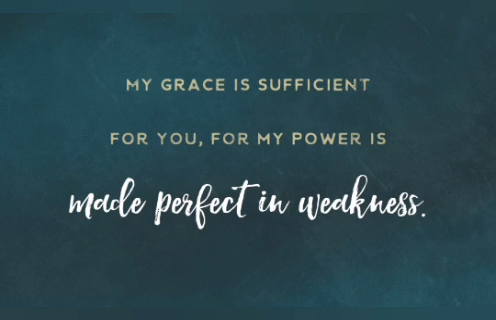 MY GRACE IS SUFFICIENT
FOR YOU, FOR MY POWER IS
made perfect in weakness.